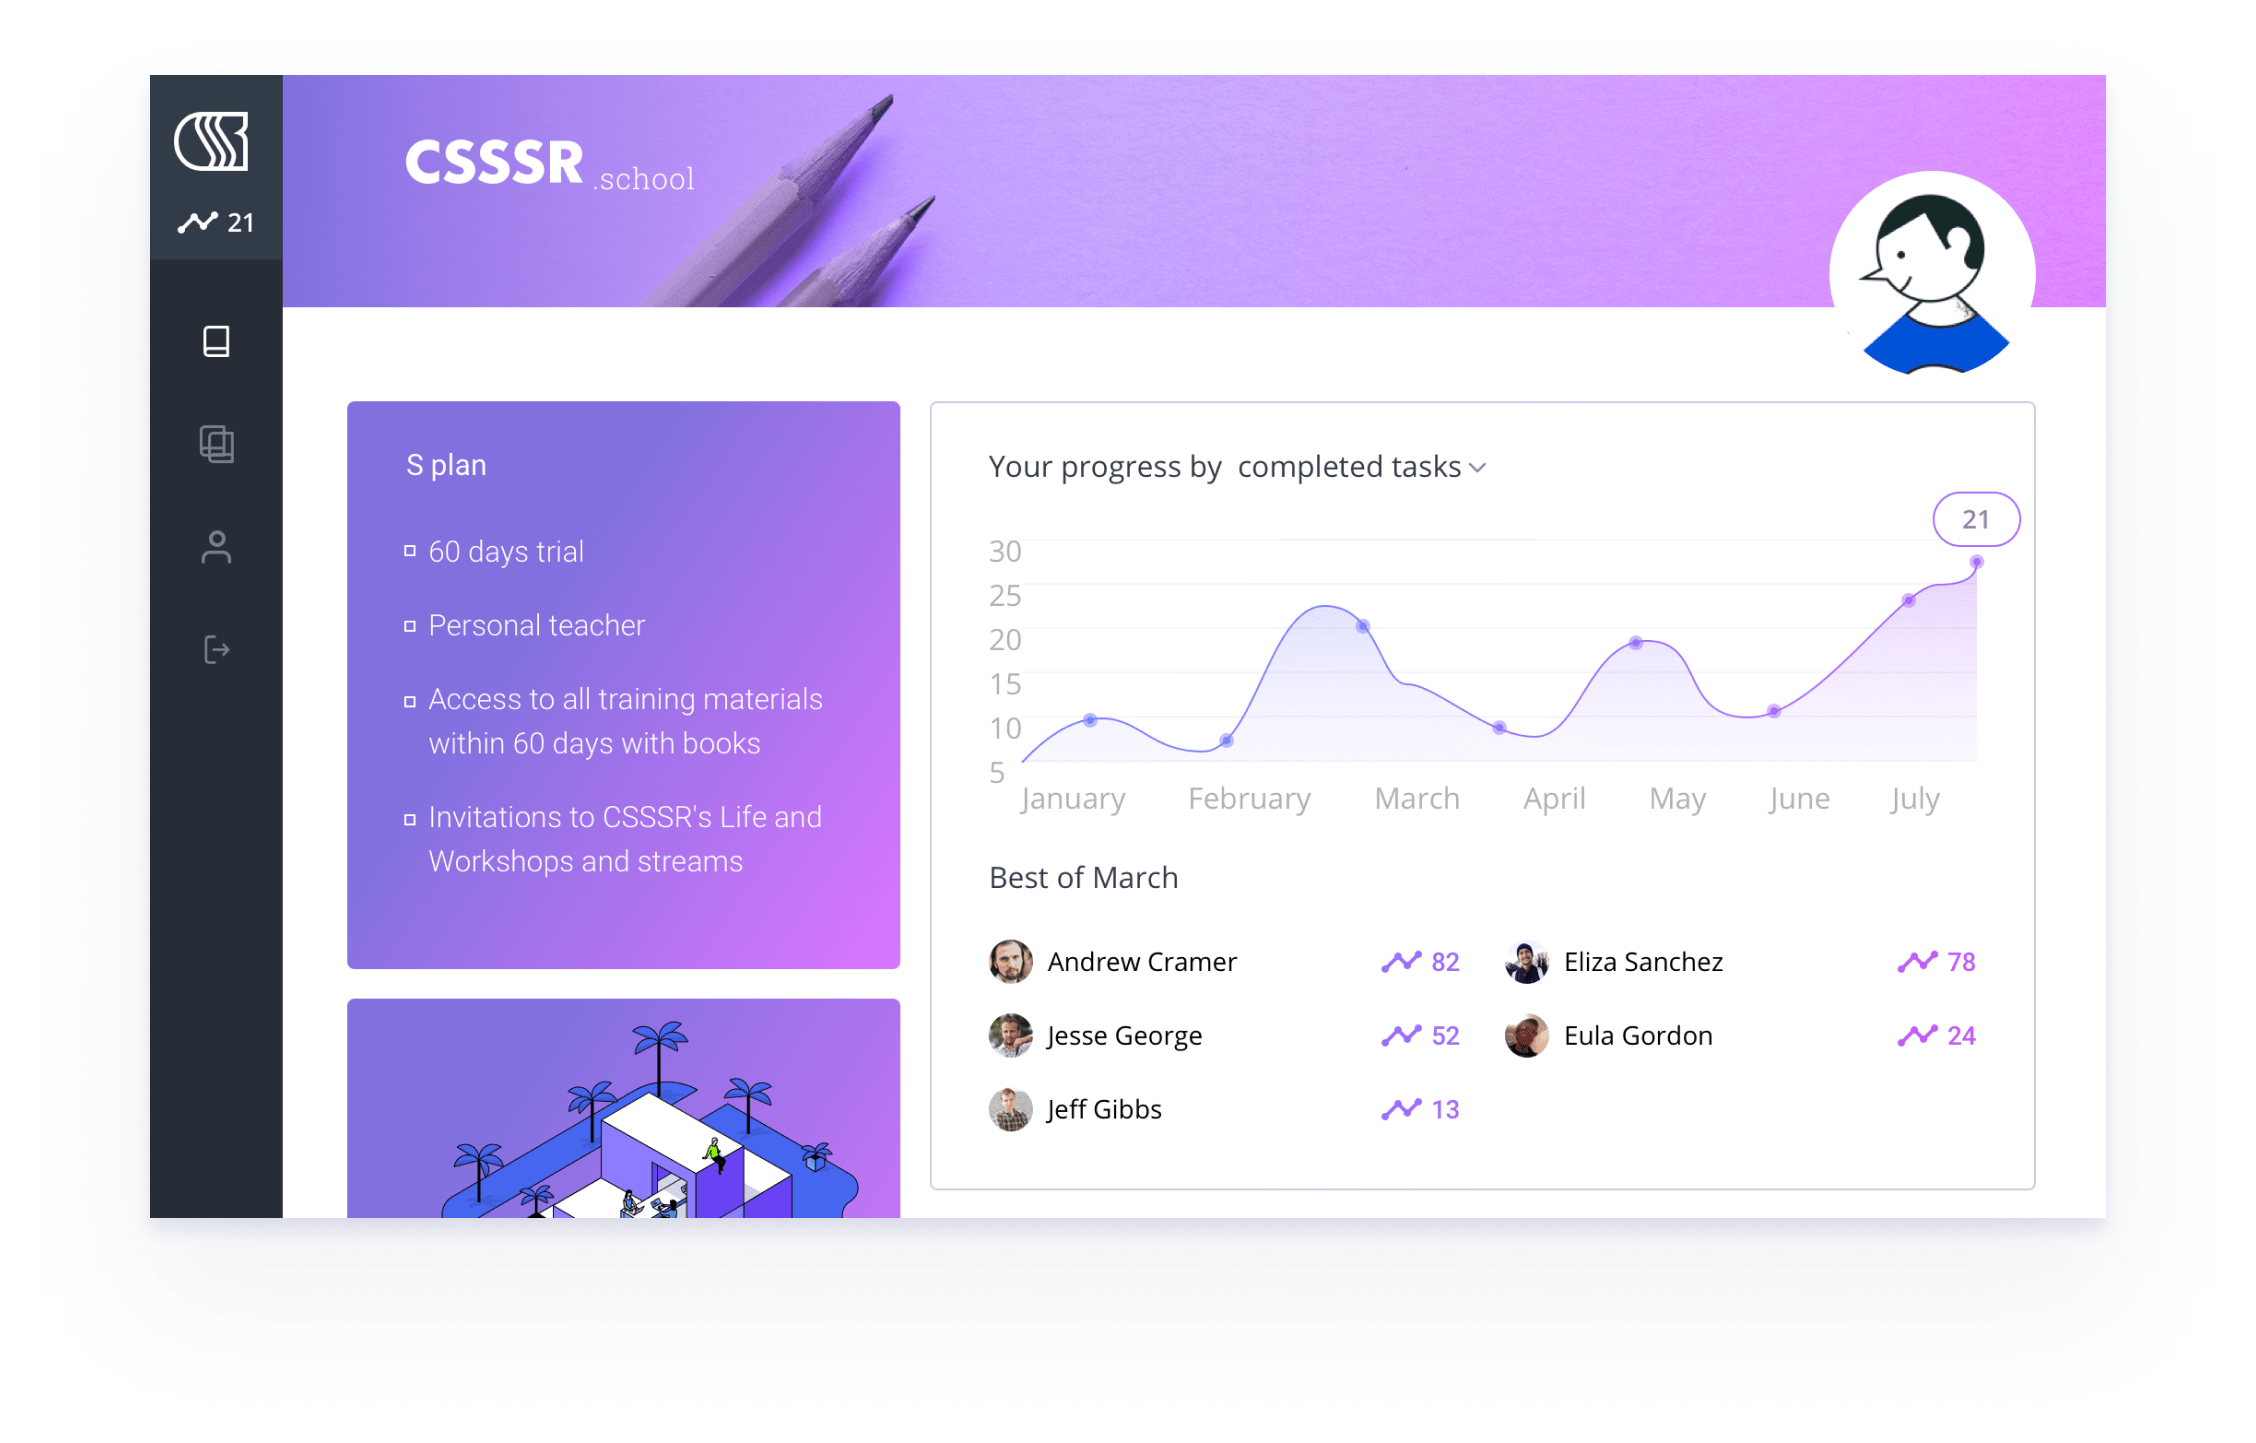 21
CSSSR .school
S plan
60 days trial
Personal teacher
Access to all training materials
within 60 days with books
Invitations to CSSSR's Life and
Workshops and streams
Your progress by completed tasks
21
30
25
20
15
10
5
January February March April May June July
Best of March
Andrew Cramer 82
Eliza Sanchez 78
Jesse George 52
Eula Gordon 24
Jeff Gibbs 13